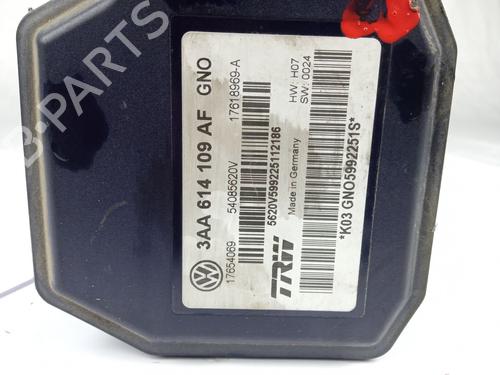 B-PARTS
3AA 614 109 AF GNO
17654069 54085620V 17618969-A
5620V599225112186
TRW Made in Germany HW: H07
SW: 0024
*K03 GNO5992251S*